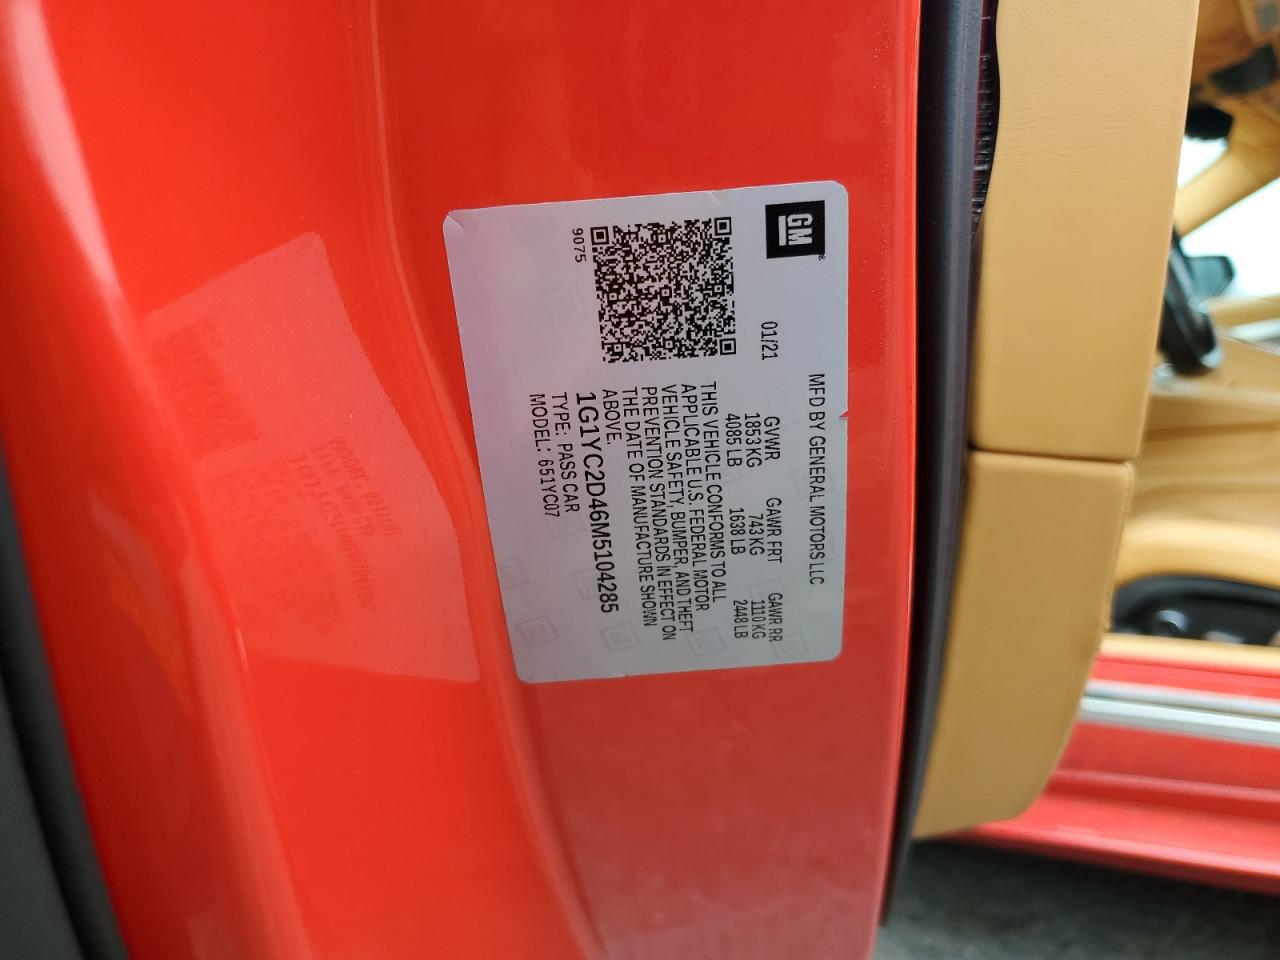 GM
MFD BY GENERAL MOTORS LLC
01/21
GVWR GAWR FRT GAWR RR
1853 KG 743 KG 1110 KG
4085 LB 1638 LB 2448 LB
THIS VEHICLE CONFORMS TO ALL
APPLICABLE U.S. FEDERAL MOTOR
VEHICLE SAFETY, BUMPER, AND THEFT
PREVENTION STANDARDS IN EFFECT ON
THE DATE OF MANUFACTURE SHOWN
ABOVE.
1G1YC2D46M5104285
TYPE: PASS CAR
MODEL: 651YC07
9075